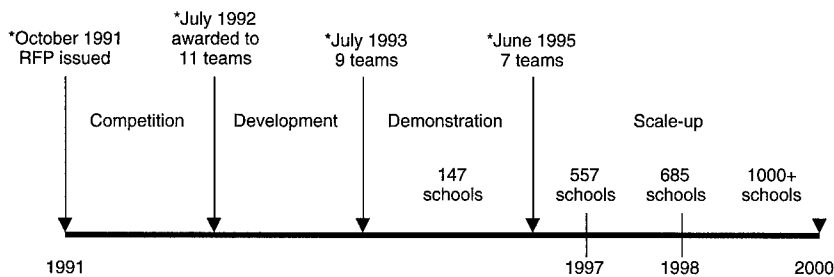 *October 1991
RFP issued
*July 1992
awarded to
11 teams
*July 1993
9 teams
*June 1995
7 teams
Competition
Development
Demonstration
Scale-up
147
schools
557
schools
685
schools
1000+
schools
1991
1997
1998
2000